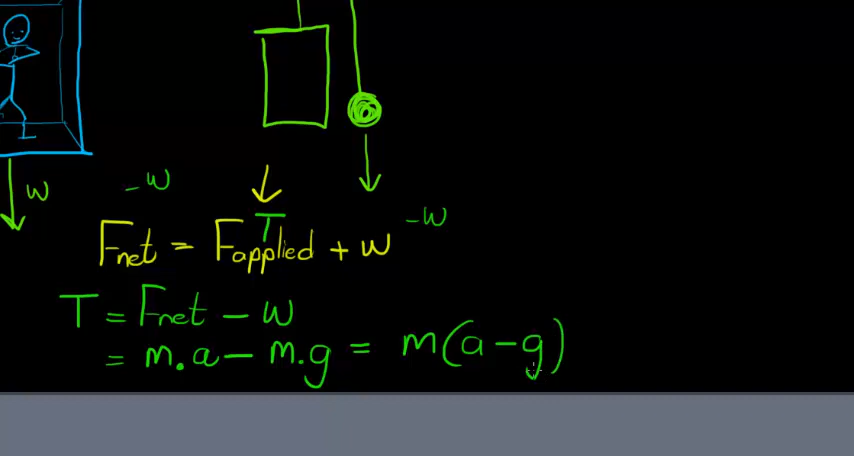 w
-w
T
-w
Fnet = Fapplied + w
T = Fnet - w
= m.a - m.g = m(a-g)